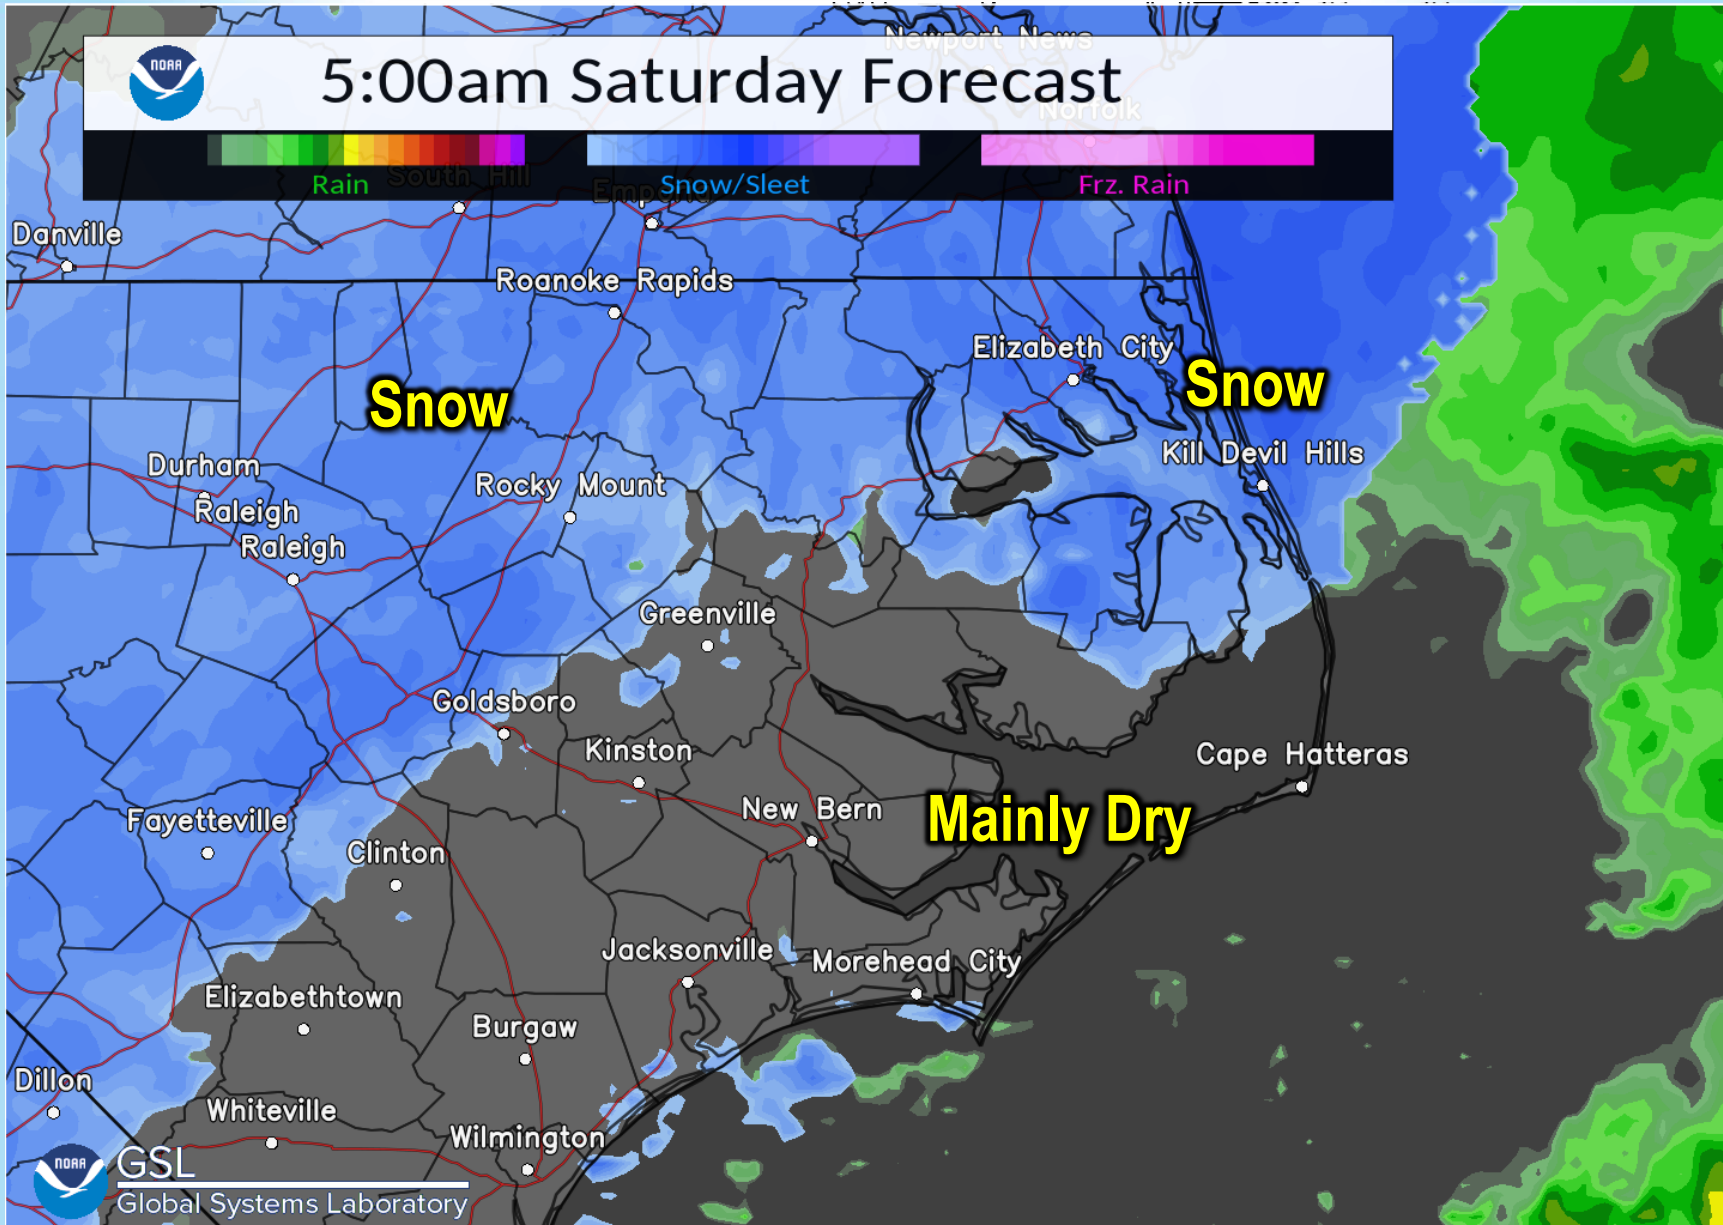 Newport News
NOAA
5:00am Saturday Forecast
Norfolk
South Hill
Rain
Snow/Sleet
Frz. Rain
Danville
Roanoke Rapids
Elizabeth City
Snow
Snow
Kill Devil Hills
Durham
Rocky Mount
Raleigh
Raleigh
Greenville
Goldsboro
Kinston
Cape Hatteras
New Bern
Mainly Dry
Fayetteville
Clinton
Jacksonville
Morehead City
Elizabethtown
Burgaw
Dillon
Whiteville
Wilmington
NOAA
GSL
Global Systems Laboratory